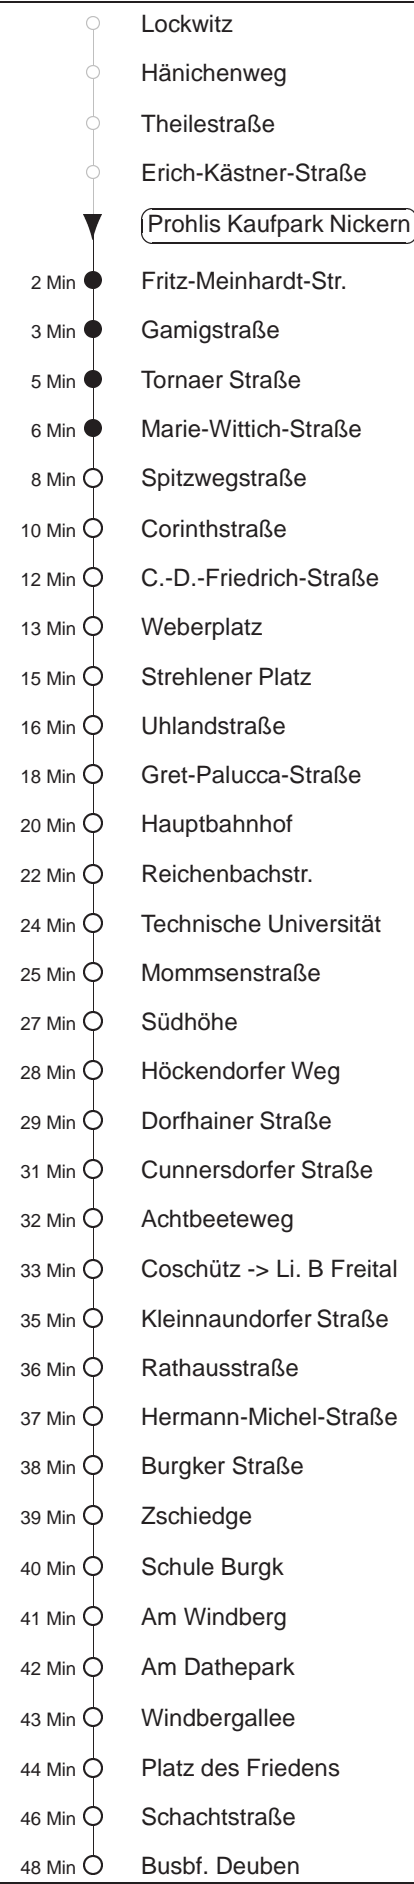 Lockwitz
Hänichenweg
Theilestraße
Erich-Kästner-Straße
Prohlis Kaufpark Nickern
2 Min Fritz-Meinhardt-Str.
3 Min Gamigstraße
5 Min Tornaer Straße
6 Min Marie-Wittich-Straße
8 Min Spitzwegstraße
10 Min Corinthstraße
12 Min C.-D.-Friedrich-Straße
13 Min Weberplatz
15 Min Strehlener Platz
16 Min Uhlandstraße
18 Min Gret-Palucca-Straße
20 Min Hauptbahnhof
22 Min Reichenbachstr.
24 Min Technische Universität
25 Min Mommsenstraße
27 Min Südhöhe
28 Min Höckendorfer Weg
29 Min Dorfhainer Straße
31 Min Cunnersdorfer Straße
32 Min Achtbeeteweg
33 Min Coschütz -> Li. B Freital
35 Min Kleinnaundorfer Straße
36 Min Rathausstraße
37 Min Hermann-Michel-Straße
38 Min Burgker Straße
39 Min Zschiedge
40 Min Schule Burgk
41 Min Am Windberg
42 Min Am Dathepark
43 Min Windbergallee
44 Min Platz des Friedens
46 Min Schachtstraße
48 Min Busbf. Deuben